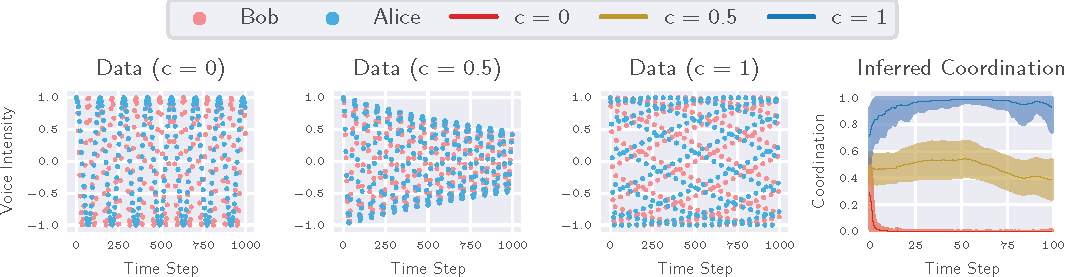 Bob Alice c = 0 c = 0.5 c = 1
Data (c = 0) Data (c = 0.5) Data (c = 1) Inferred Coordination
Voice Intensity
1.0
0.5
0.0
−0.5
−1.0
0 250 500 750 1000
Time Step
1.0
0.5
0.0
−0.5
−1.0
0 250 500 750 1000
Time Step
1.0
0.5
0.0
−0.5
−1.0
0 250 500 750 1000
Time Step
Coordination
1.0
0.8
0.6
0.4
0.2
0.0
0 25 50 75 100
Time Step